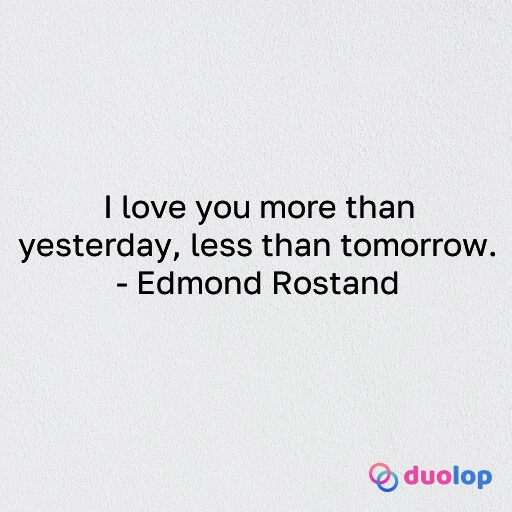 I love you more than
yesterday, less than tomorrow.
- Edmond Rostand
duolop